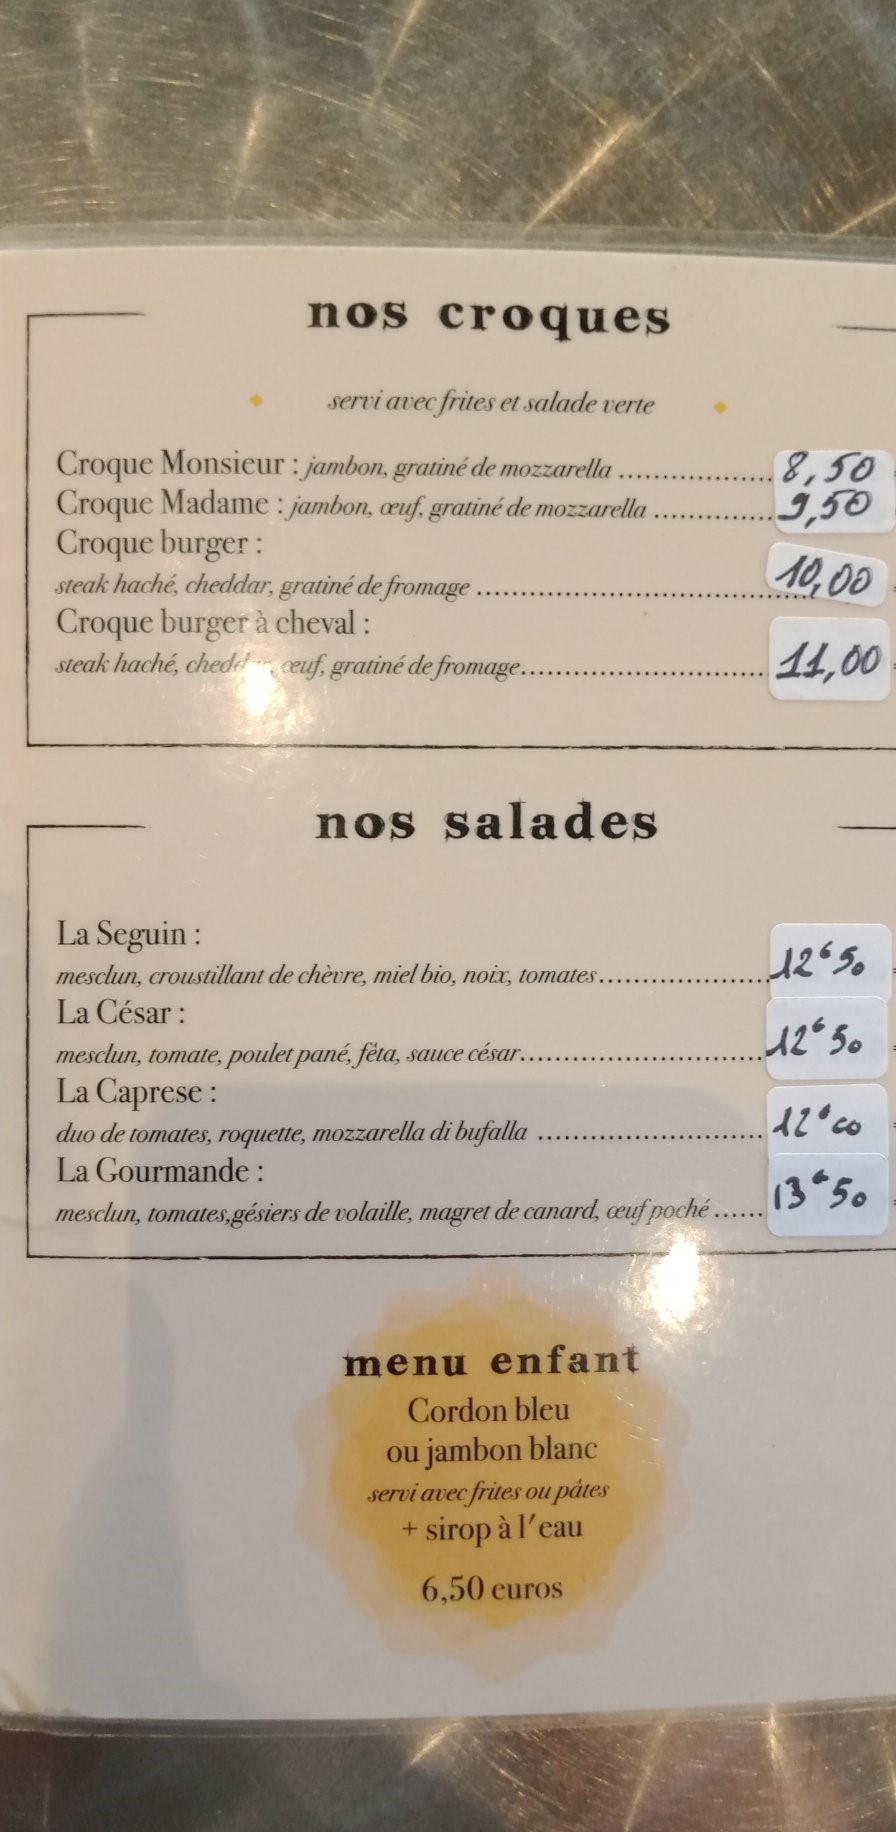 nos croques
servi avec frites et salade verte
Croque Monsieur : jambon, gratiné de mozzarella .................... 8,50
Croque Madame : jambon, œuf, gratiné de mozzarella ................ 9,50
Croque burger :
steak haché, cheddar, gratiné de fromage .......................................... 10,00
Croque burger à cheval :
steak haché, cheddar, œuf, gratiné de fromage................................... 11,00
nos salades
La Seguin :
mesclun, croustillant de chèvre, miel bio, noix, tomates........................ 12€50
La César :
mesclun, tomate, poulet pané, fêta, sauce césar.................................. 12€50
La Caprese :
duo de tomates, roquette, mozzarella di bufalla ................................ 12€00
La Gourmande :
mesclun, tomates,gésiers de volaille, magret de canard, œuf poché ...... 13€50
menu enfant
Cordon bleu
ou jambon blanc
servi avec frites ou pâtes
+ sirop à l'eau
6,50 euros